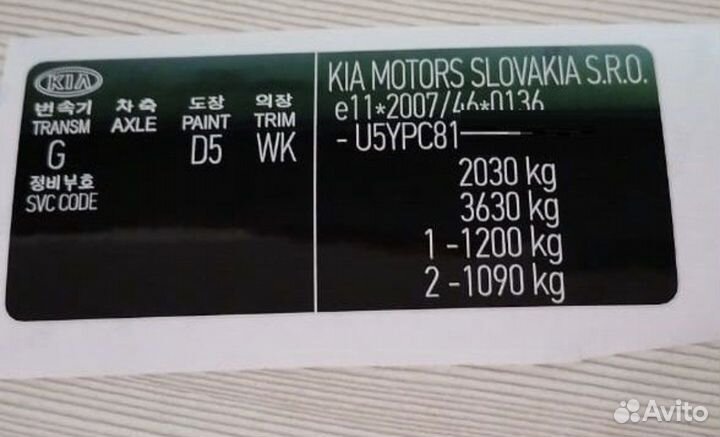 KIA
변속기 차축 도장 의장
TRANSM AXLE PAINT TRIM
G D5 WK
정비부호
SVC CODE
KIA MOTORS SLOVAKIA S.R.O.
e11*2007/46*0136
- U5YPC81
2030 kg
3630 kg
1 -1200 kg
2 -1090 kg
Avito